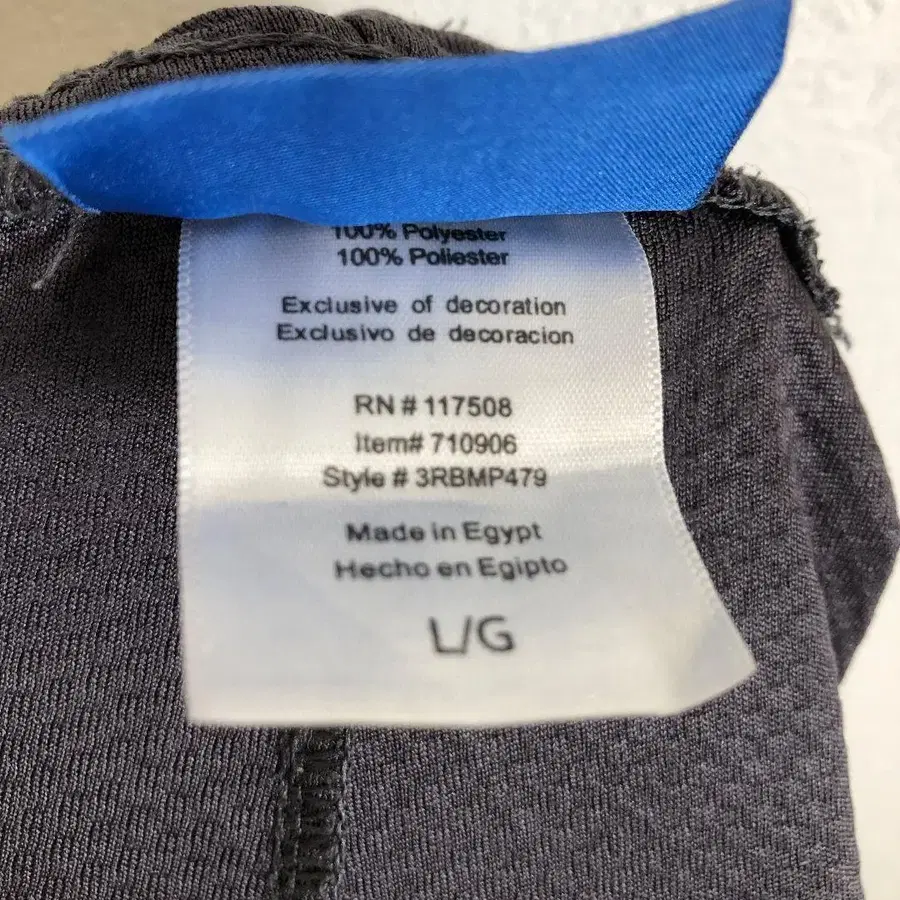 100% Polyester
100% Poliester
Exclusive of decoration
Exclusivo de decoracion
RN # 117508
Item# 710906
Style # 3RBMP479
Made in Egypt
Hecho en Egipto
L/G